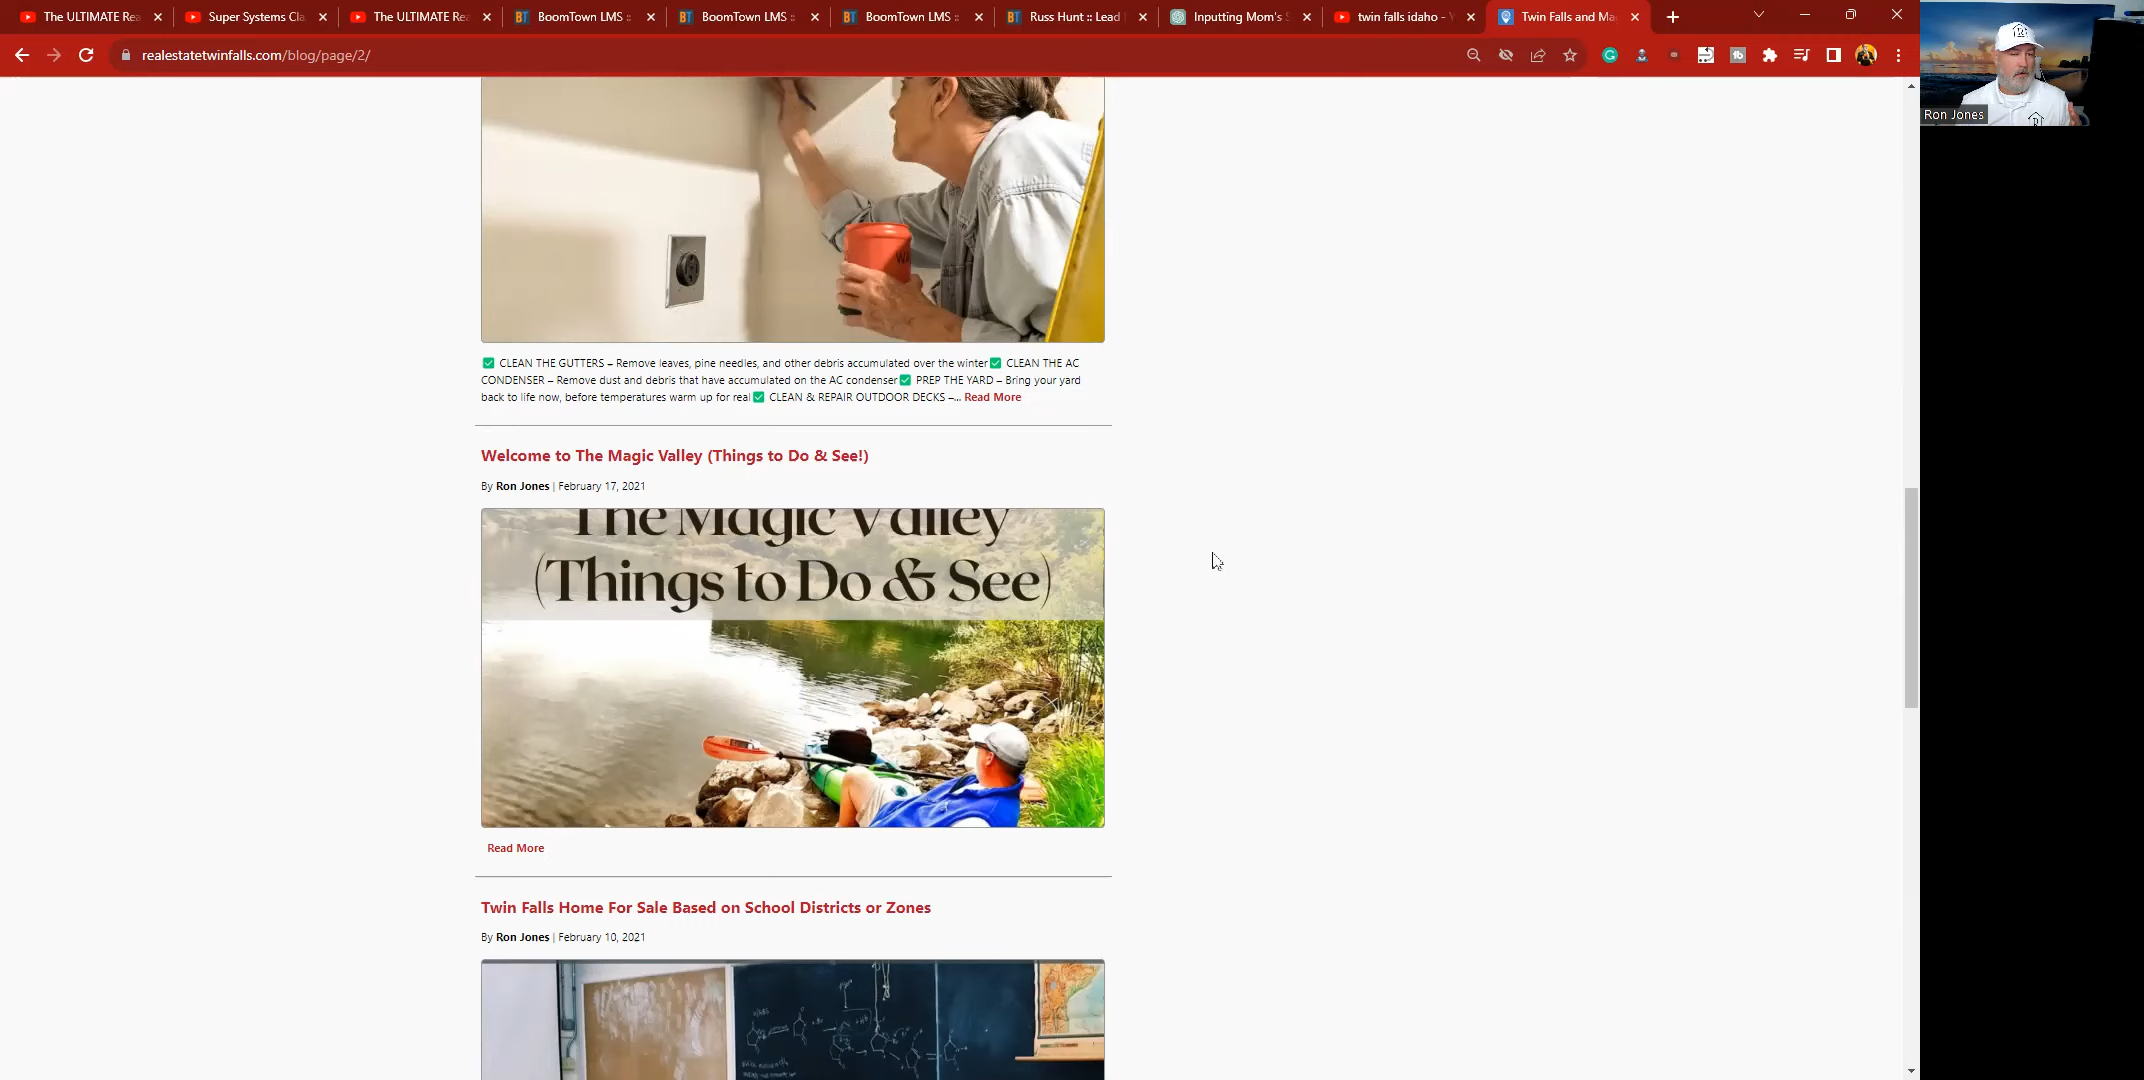 The ULTIMATE Rea
Super Systems Cla
The ULTIMATE Rea
BoomTown LMS ::
BoomTown LMS ::
BoomTown LMS ::
Russ Hunt :: Lead
Inputting Mom's S
twin falls idaho - Y
Twin Falls and Ma
realestatetwinfalls.com/blog/page/2/
Ron Jones
✅ CLEAN THE GUTTERS – Remove leaves, pine needles, and other debris accumulated over the winter✅ CLEAN THE AC
CONDENSER – Remove dust and debris that have accumulated on the AC condenser✅ PREP THE YARD – Bring your yard
back to life now, before temperatures warm up for real✅ CLEAN & REPAIR OUTDOOR DECKS –... Read More
Welcome to The Magic Valley (Things to Do & See!)
By Ron Jones | February 17, 2021
The Magic Valley
(Things to Do & See)
Read More
Twin Falls Home For Sale Based on School Districts or Zones
By Ron Jones | February 10, 2021